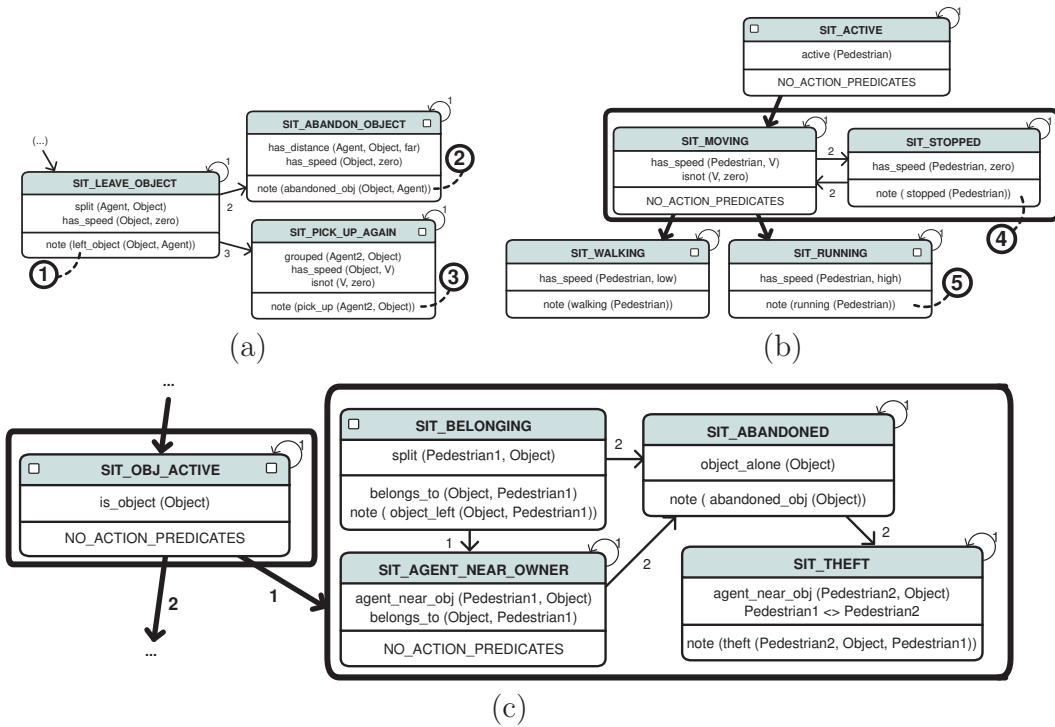 (...)
SIT_LEAVE_OBJECT
1
split (Agent, Object)
has_speed (Object, zero)
note (left_object (Object, Agent))
1
2
3
SIT_ABANDON_OBJECT
1
has_distance (Agent, Object, far)
has_speed (Object, zero)
note (abandoned_obj (Object, Agent))
2
SIT_PICK_UP_AGAIN
1
grouped (Agent2, Object)
has_speed (Object, V)
isnot (V, zero)
note (pick_up (Agent2, Object))
3
(a)
SIT_ACTIVE
1
active (Pedestrian)
NO_ACTION_PREDICATES
SIT_MOVING
1
has_speed (Pedestrian, V)
isnot (V, zero)
NO_ACTION_PREDICATES
2
2
SIT_STOPPED
1
has_speed (Pedestrian, zero)
note ( stopped (Pedestrian))
4
SIT_WALKING
1
has_speed (Pedestrian, low)
note (walking (Pedestrian))
SIT_RUNNING
1
has_speed (Pedestrian, high)
note (running (Pedestrian))
5
(b)
...
SIT_OBJ_ACTIVE
1
is_object (Object)
NO_ACTION_PREDICATES
2
1
...
SIT_BELONGING
split (Pedestrian1, Object)
belongs_to (Object, Pedestrian1)
note ( object_left (Object, Pedestrian1))
2
1
SIT_AGENT_NEAR_OWNER
1
agent_near_obj (Pedestrian1, Object)
belongs_to (Object, Pedestrian1)
NO_ACTION_PREDICATES
2
SIT_ABANDONED
1
object_alone (Object)
note ( abandoned_obj (Object))
2
SIT_THEFT
1
agent_near_obj (Pedestrian2, Object)
Pedestrian1 <> Pedestrian2
note (theft (Pedestrian2, Object, Pedestrian1))
(c)